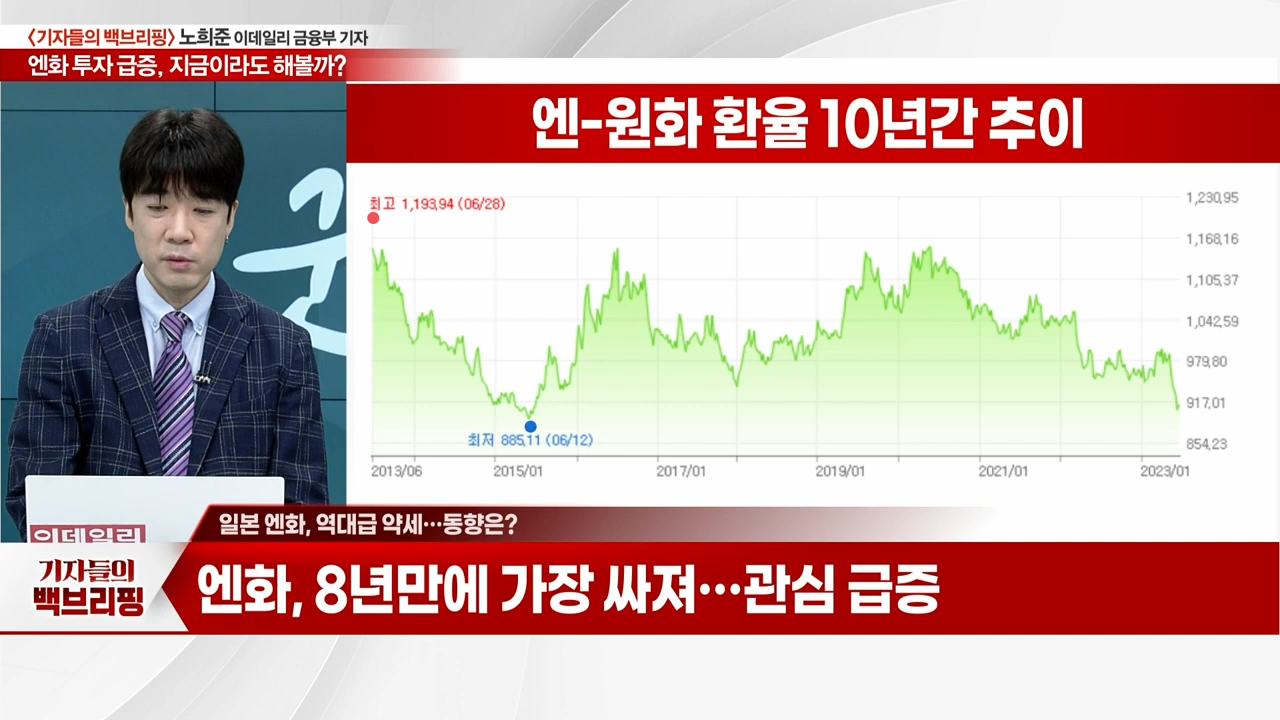 <기자들의 백브리핑> 노희준 이데일리 금융부 기자
엔화 투자 급증, 지금이라도 해볼까?
엔-원화 환율 10년간 추이
최고 1,193.94 (06/28)
1,230.95
1,168.16
1,105.37
1,042.59
979.80
917.01
854.23
최저 885.11 (06/12)
2013/06
2015/01
2017/01
2019/01
2021/01
2023/01
이데일리
일본 엔화, 역대급 약세…동향은?
기자들의
백브리핑
엔화, 8년만에 가장 싸져…관심 급증